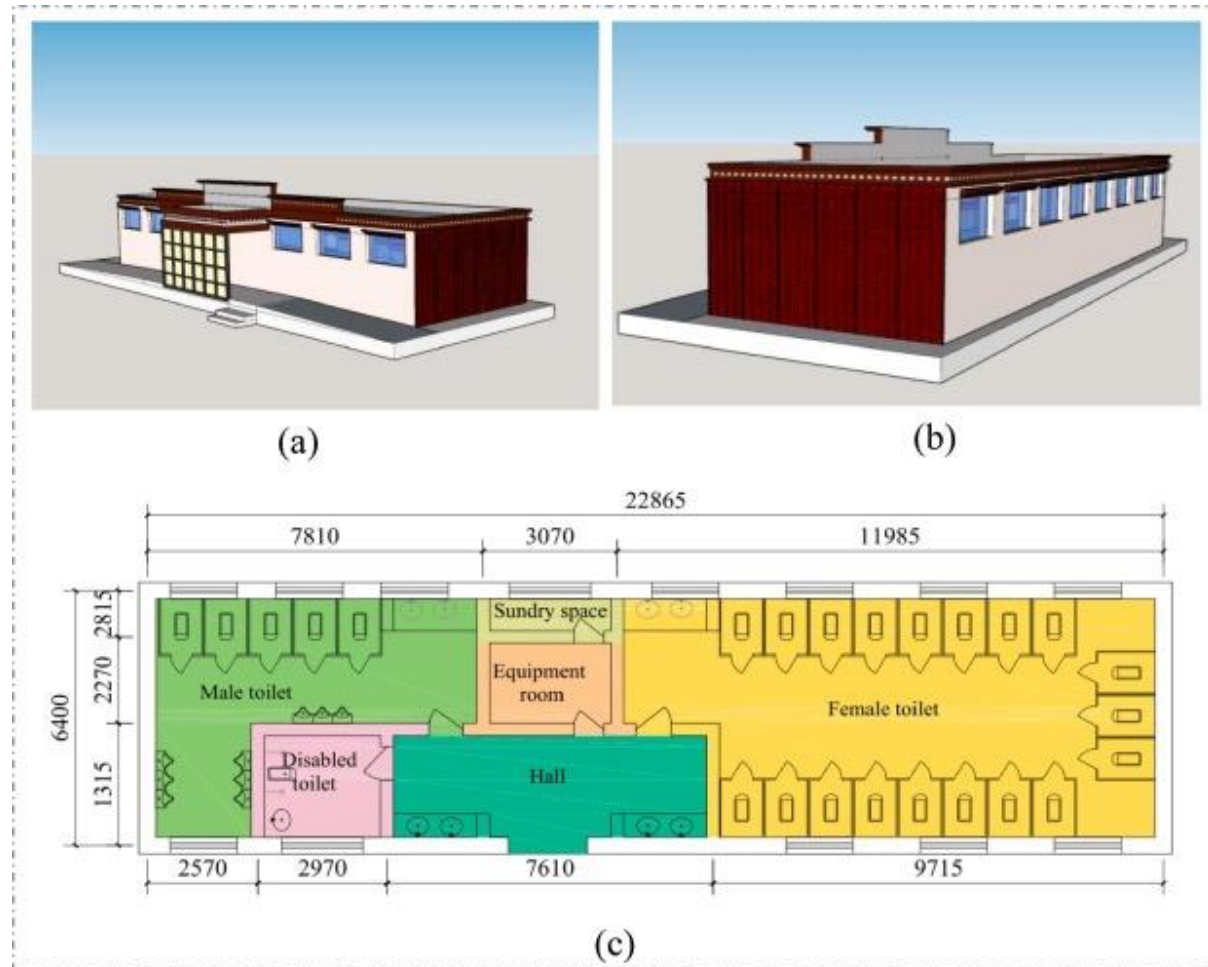 (a)
(b)
22865
7810
3070
11985
2815
2270
1315
6400
Sundry space
Equipment
room
Male toilet
Female toilet
Disabled
toilet
Hall
2570
2970
7610
9715
(c)